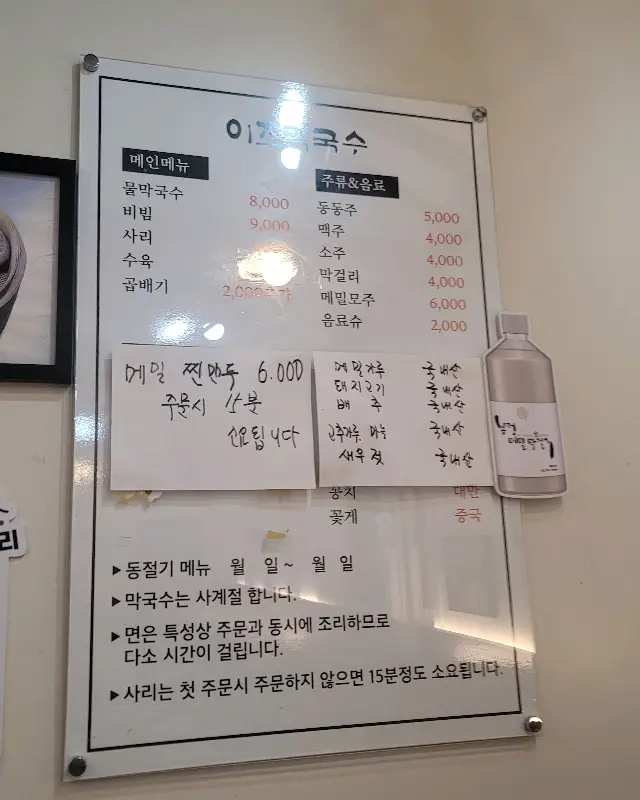 메인메뉴
물막국수 8,000
비빔 9,000
사리
수육
곱배기 2,000추가
주류&음료
동동주 5,000
맥주 4,000
소주 4,000
막걸리 4,000
메밀모주 6,000
음료슈 2,000
메밀 찐만두 6.000
주문시 15분
소요됩니다
메밀가루 국내산
돼지고기 국내산
배추 국내산
고춧가루, 마늘 국내산
새우젓 국내산
꽁치 대만
꽃게 중국
▶동절기 메뉴 월 일~ 월 일
▶막국수는 사계절 합니다.
▶면은 특성상 주문과 동시에 조리하므로
다소 시간이 걸립니다.
▶사리는 첫 주문시 주문하지 않으면 15분정도 소요됩니다.
리